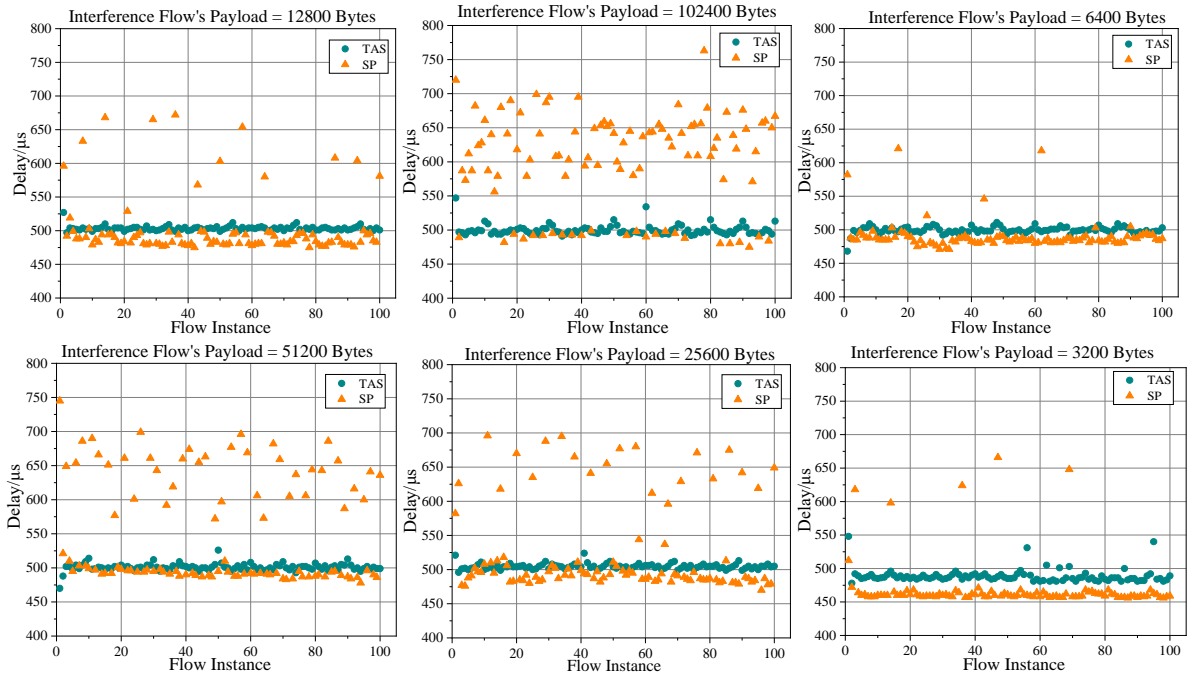 Interference Flow's Payload = 12800 Bytes
800
750
700
650
600
550
500
450
400
Delay/µs
TAS
SP
0 20 40 60 80 100
Flow Instance
Interference Flow's Payload = 102400 Bytes
800
750
700
650
600
550
500
450
400
Delay/µs
TAS
SP
0 20 40 60 80 100
Flow Instance
Interference Flow's Payload = 6400 Bytes
800
750
700
650
600
550
500
450
400
Delay/µs
TAS
SP
0 20 40 60 80 100
Flow Instance
Interference Flow's Payload = 51200 Bytes
800
750
700
650
600
550
500
450
400
Delay/µs
TAS
SP
0 20 40 60 80 100
Flow Instance
Interference Flow's Payload = 25600 Bytes
800
750
700
650
600
550
500
450
400
Delay/µs
TAS
SP
0 20 40 60 80 100
Flow Instance
Interference Flow's Payload = 3200 Bytes
800
750
700
650
600
550
500
450
400
Delay/µs
TAS
SP
0 20 40 60 80 100
Flow Instance